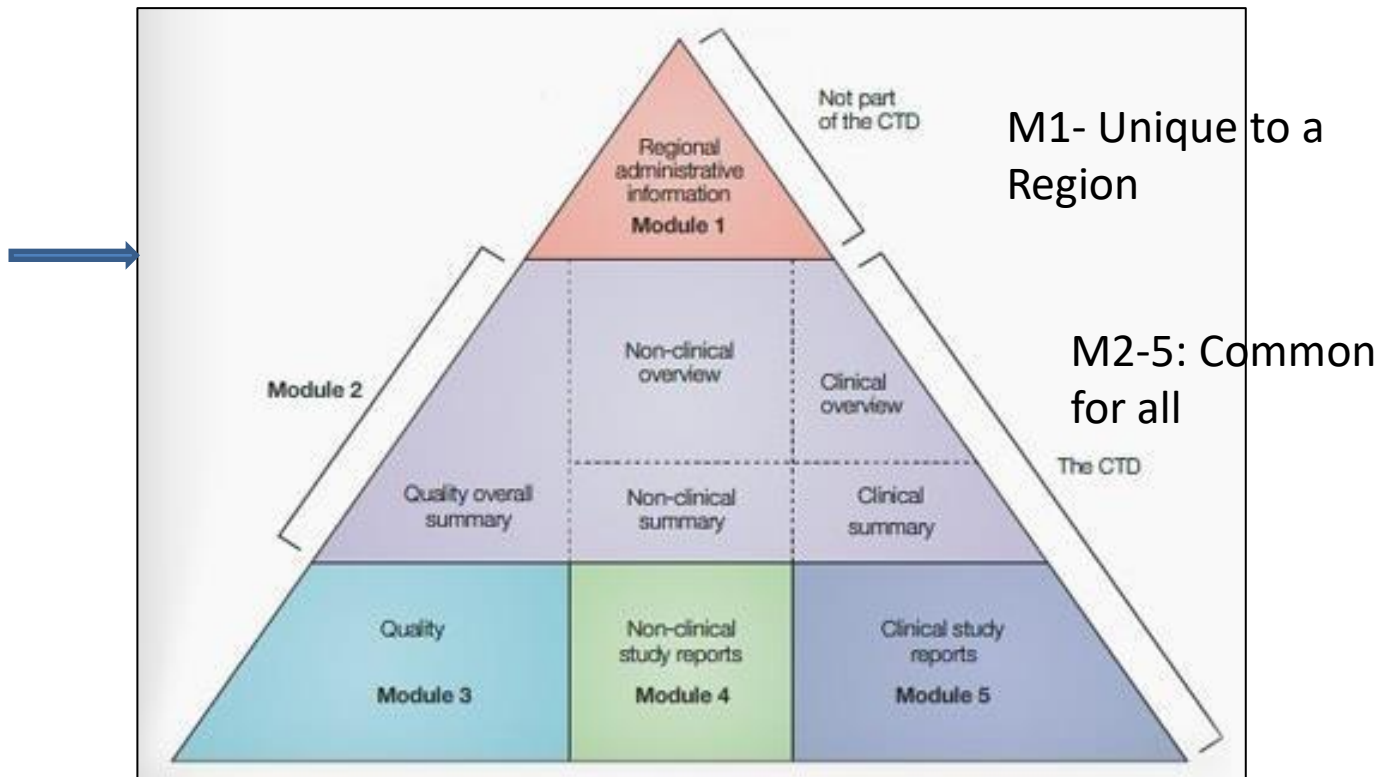 Not part
of the CTD
M1- Unique to a
Region
Regional
administrative
information
Module 1
Module 2
Non-clinical
overview
Clinical
overview
M2-5: Common
for all
The CTD
Quality overall
summary
Non-clinical
summary
Clinical
summary
Quality
Module 3
Non-clinical
study reports
Module 4
Clinical study
reports
Module 5